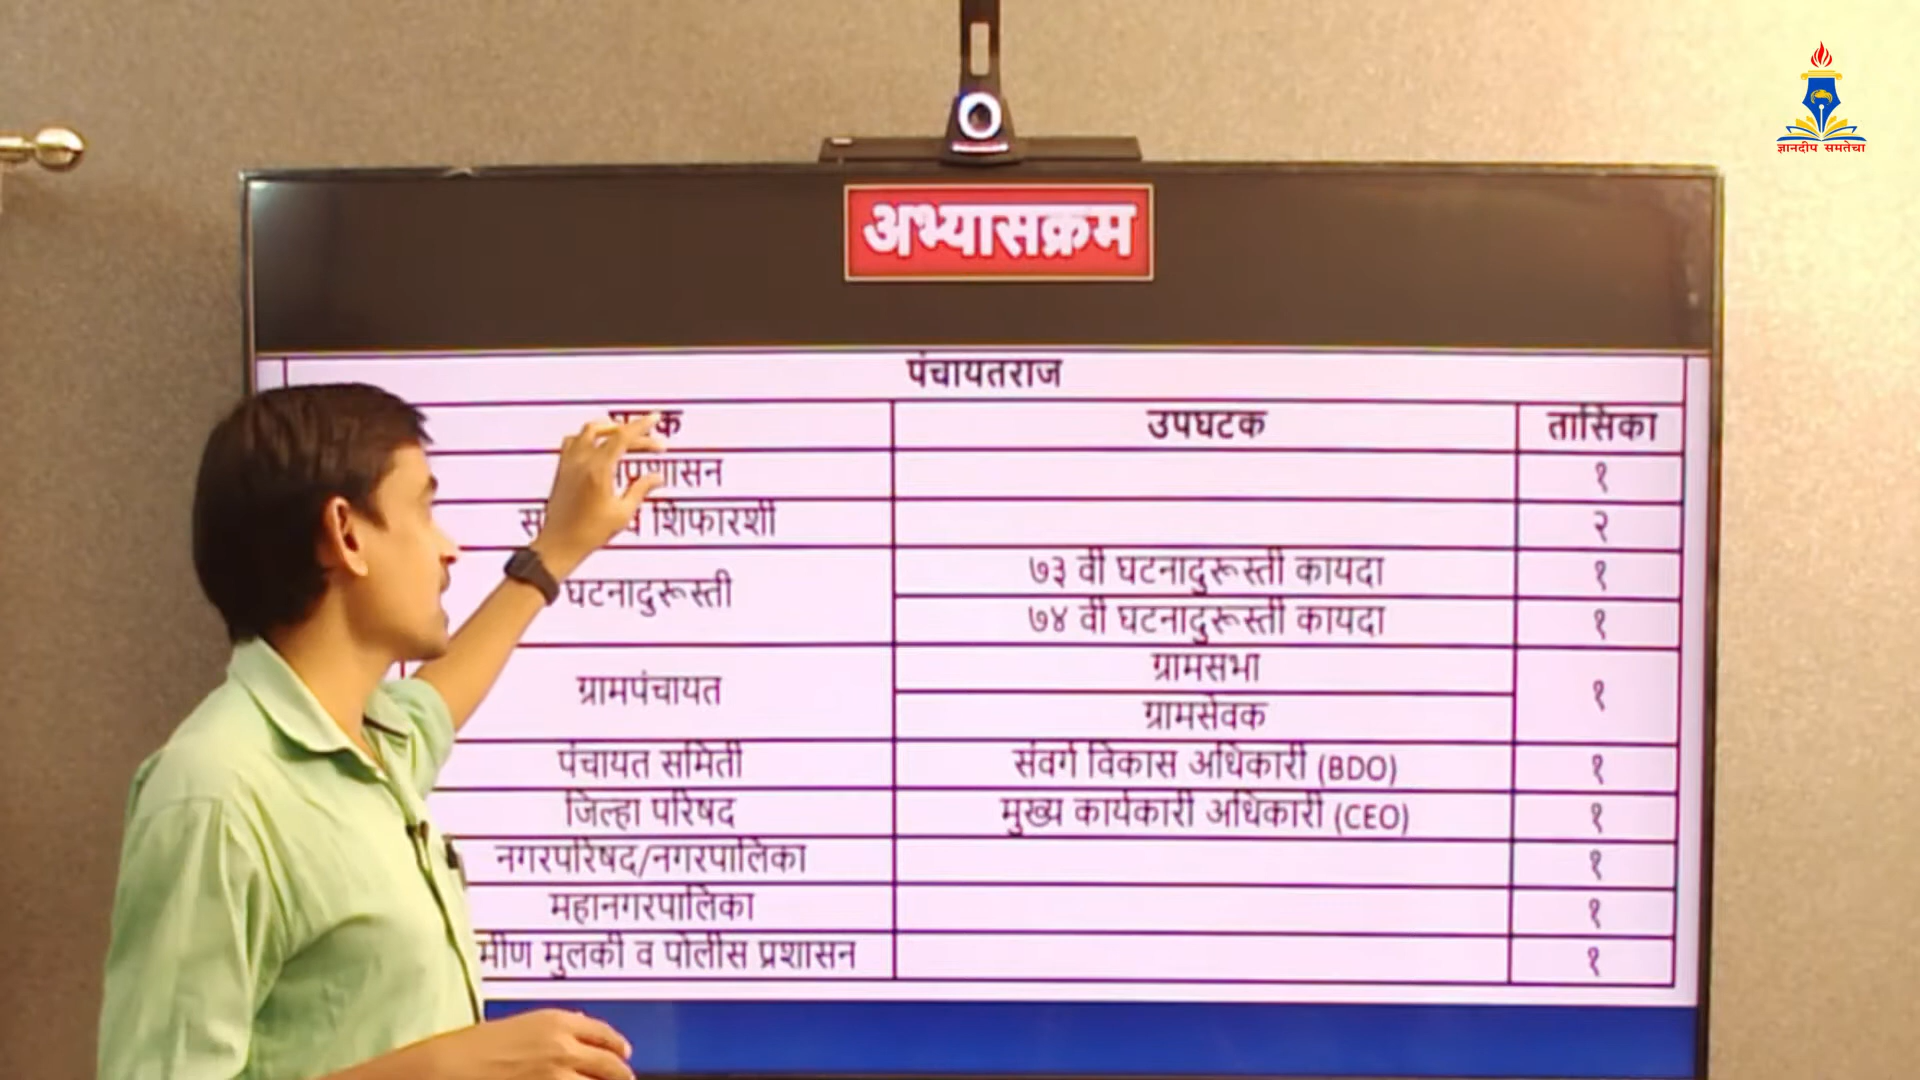 ज्ञानदीप समतेचा
अभ्यासक्रम
पंचायतराज
उपघटक तासिका
१
व शिफारशी २
घटनादुरूस्ती ७३ वी घटनादुरूस्ती कायदा १
७४ वी घटनादुरूस्ती कायदा १
ग्रामपंचायत ग्रामसभा १
ग्रामसेवक
पंचायत समिती संवर्ग विकास अधिकारी (BDO) १
जिल्हा परिषद मुख्य कार्यकारी अधिकारी (CEO) १
नगरपरिषद/नगरपालिका १
महानगरपालिका १
मुलकी व पोलीस प्रशासन १